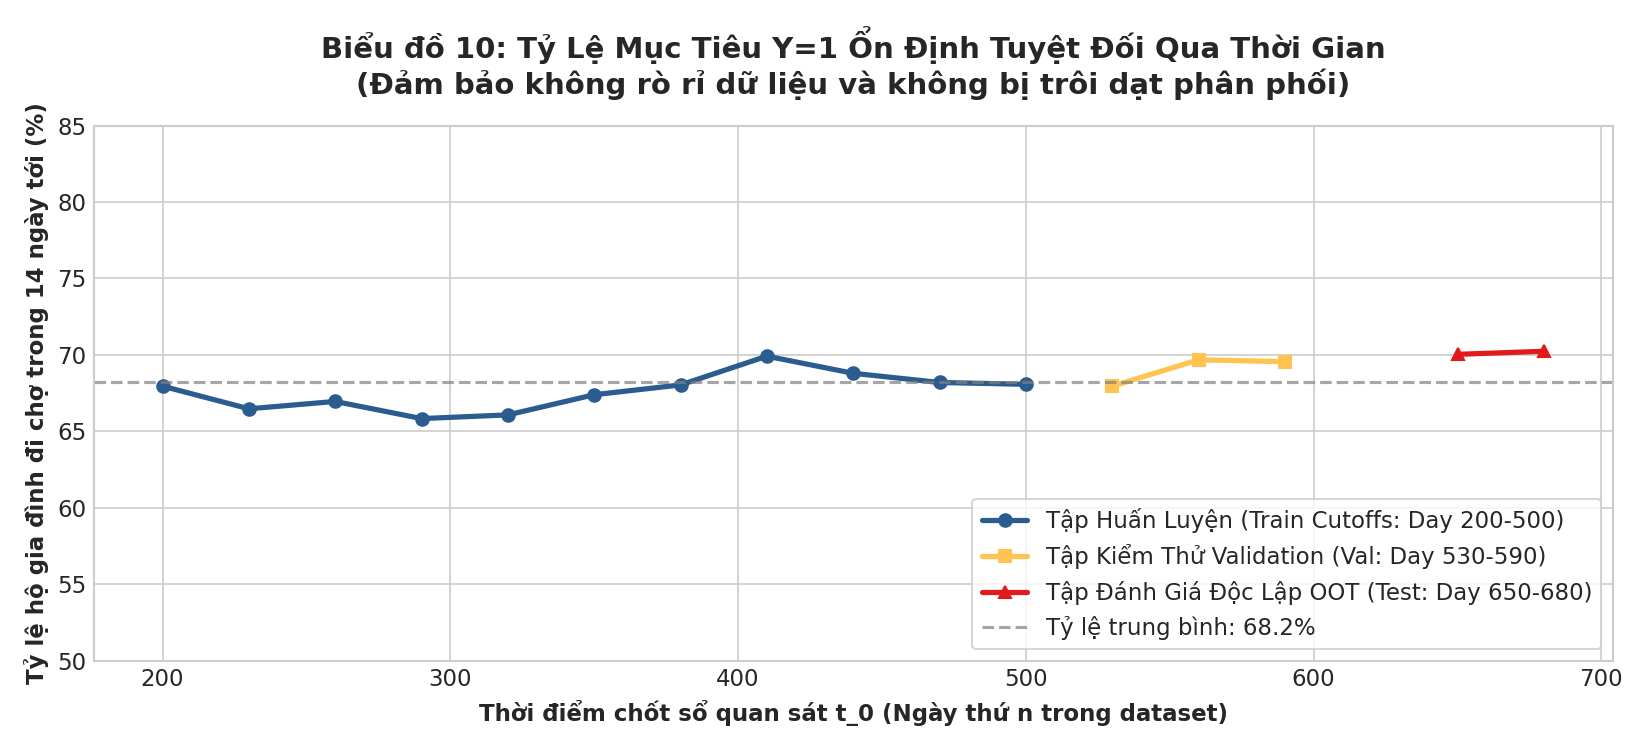 Biểu đồ 10: Tỷ Lệ Mục Tiêu Y=1 Ổn Định Tuyệt Đối Qua Thời Gian
(Đảm bảo không rò rỉ dữ liệu và không bị trôi dạt phân phối)
Tỷ lệ hộ gia đình đi chợ trong 14 ngày tới (%)
85
80
75
70
65
60
55
50
Tập Huấn Luyện (Train Cutoffs: Day 200-500)
Tập Kiểm Thử Validation (Val: Day 530-590)
Tập Đánh Giá Độc Lập OOT (Test: Day 650-680)
Tỷ lệ trung bình: 68.2%
200 300 400 500 600 700
Thời điểm chốt sổ quan sát t_0 (Ngày thứ n trong dataset)